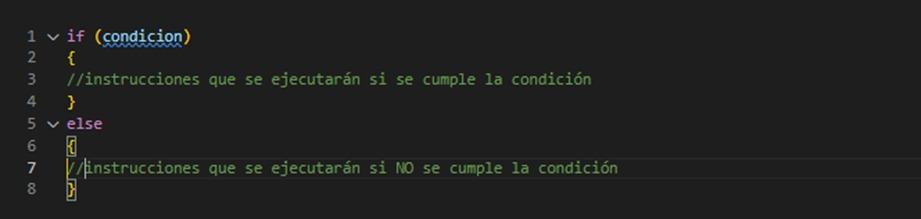 1 if (condicion)
2 {
3 //instrucciones que se ejecutarán si se cumple la condición
4 }
5 else
6 {
7 //instrucciones que se ejecutarán si NO se cumple la condición
8 }